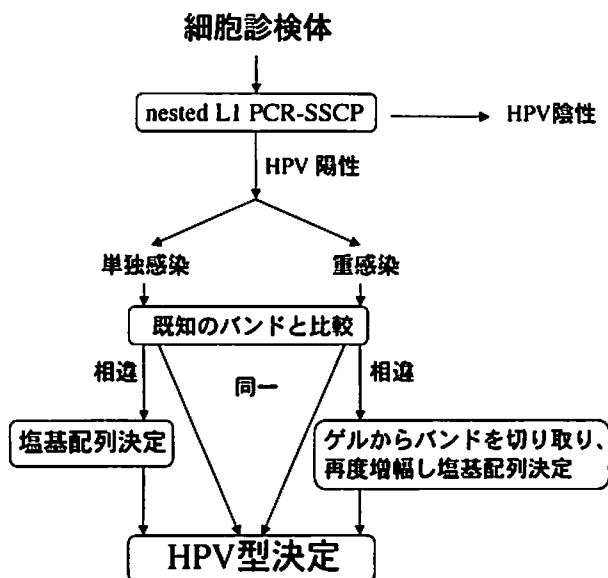 細胞診検体
nested L1 PCR-SSCP
HPV陰性
HPV 陽性
単独感染
重感染
既知のバンドと比較
相違
同一
相違
塩基配列決定
ゲルからバンドを切り取り、
再度増幅し塩基配列決定
HPV型決定